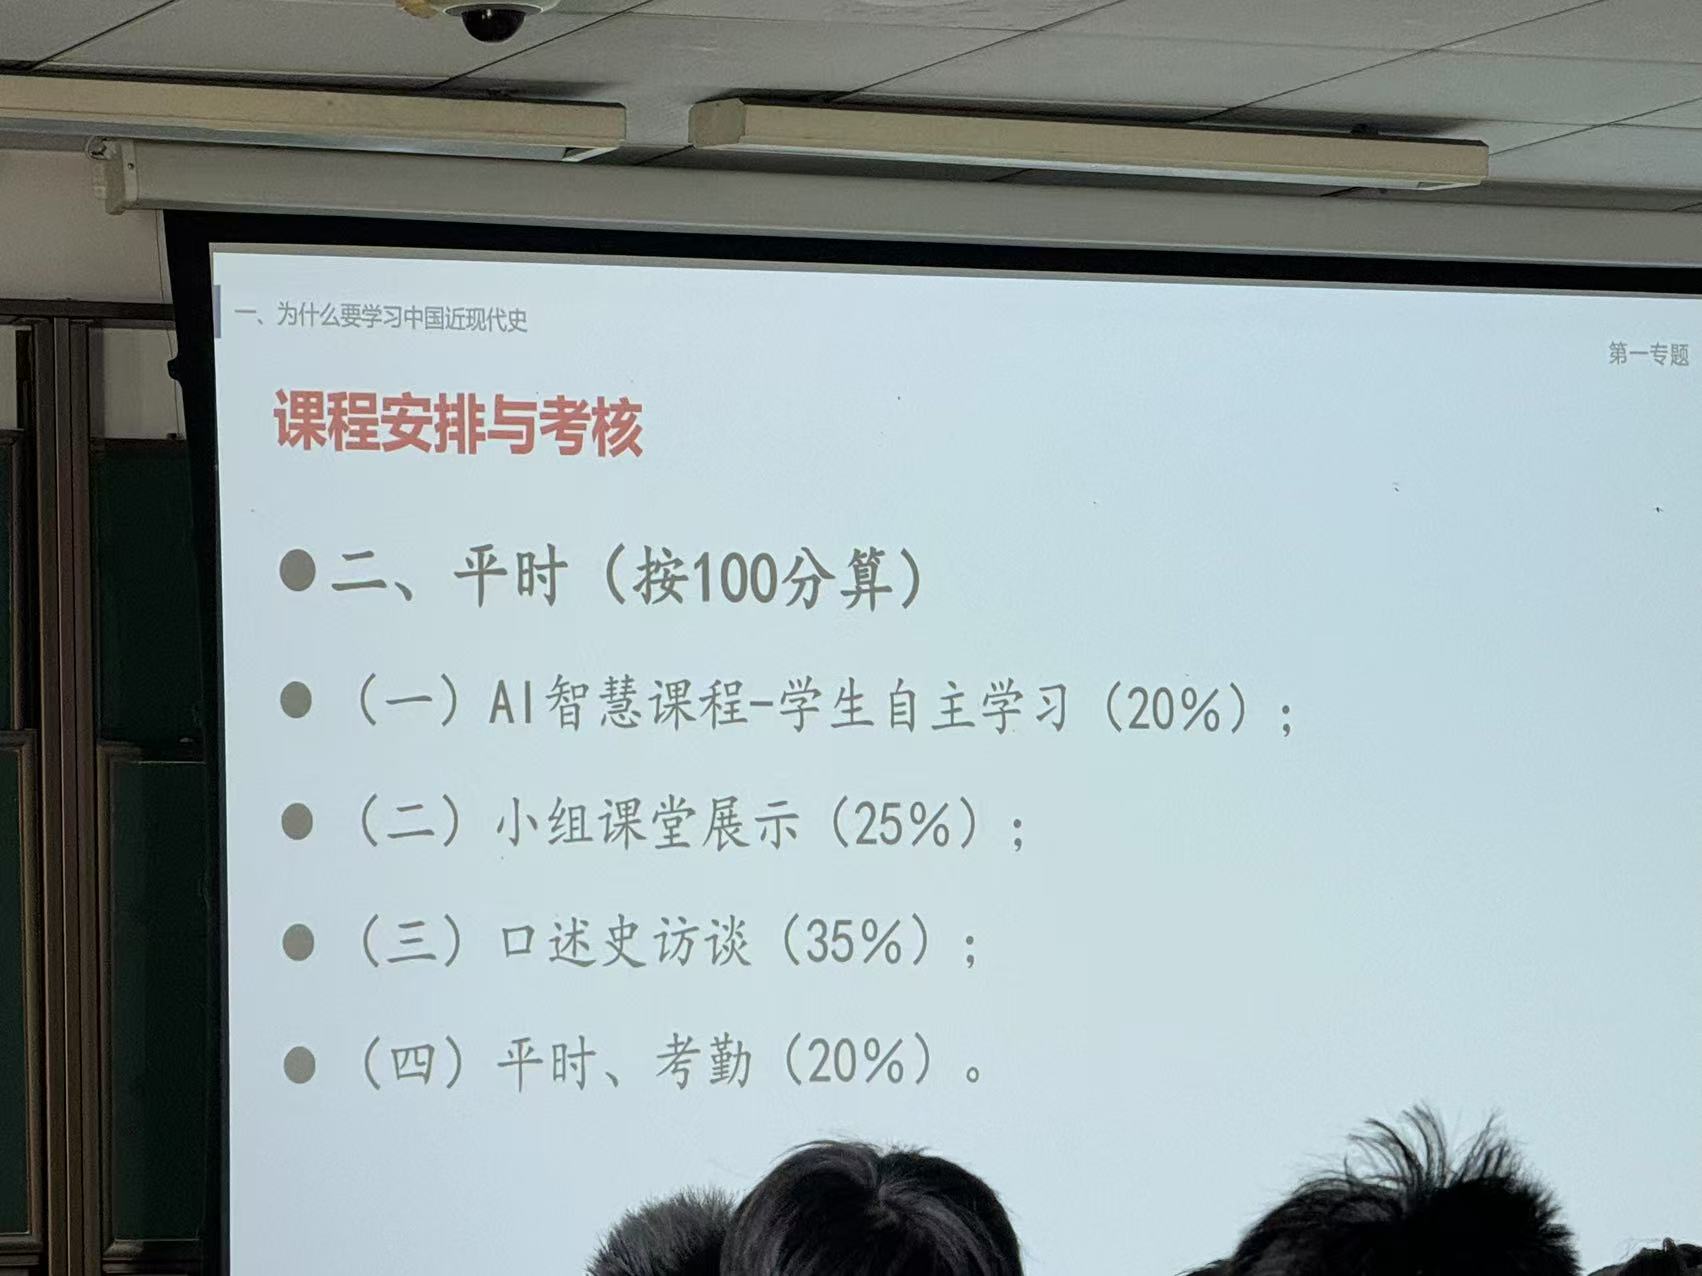 一、为什么要学习中国近现代史
第一专题
课程安排与考核
●二、平时（按100分算）
●（一）AI智慧课程-学生自主学习（20%）；
●（二）小组课堂展示（25%）；
●（三）口述史访谈（35%）；
●（四）平时、考勤（20%）。